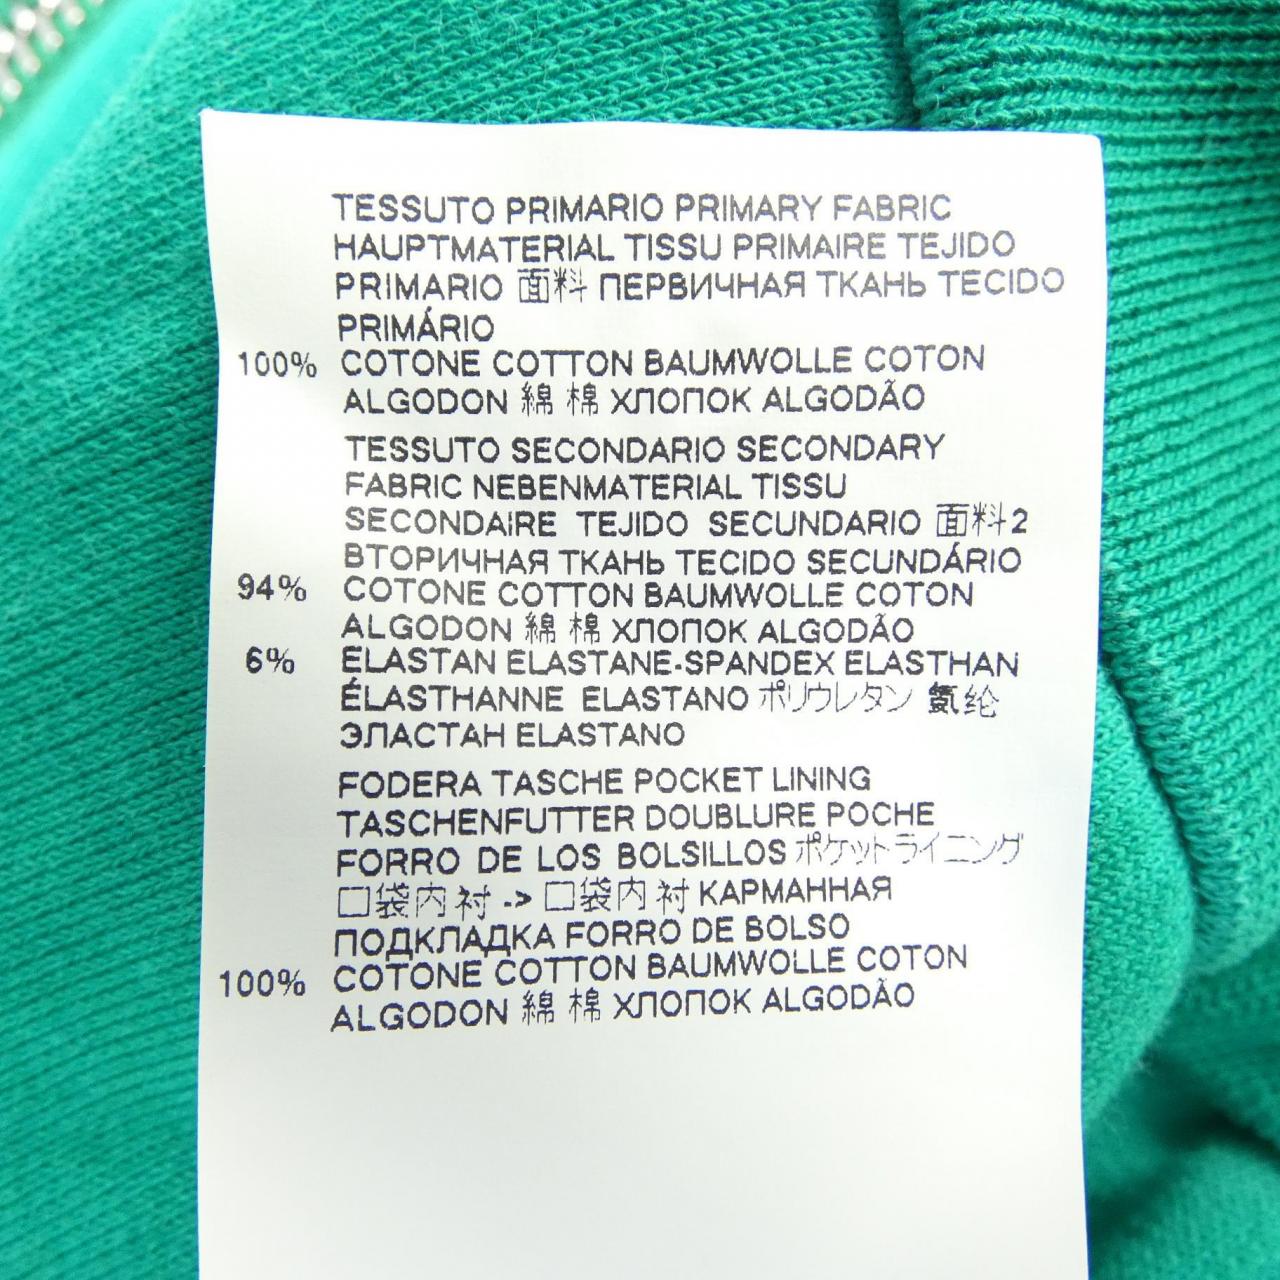 TESSUTO PRIMARIO PRIMARY FABRIC
HAUPTMATERIAL TISSU PRIMAIRE TEJIDO
PRIMARIO 面料 ПЕРВИЧНАЯ ТКАНЬ TECIDO
PRIMÁRIO
100% COTONE COTTON BAUMWOLLE COTON
ALGODON 綿 棉 ХЛОПОК ALGODÃO
TESSUTO SECONDARIO SECONDARY
FABRIC NEBENMATERIAL TISSU
SECONDAIRE TEJIDO SECUNDARIO 面料2
ВТОРИЧНАЯ ТКАНЬ TECIDO SECUNDÁRIO
94% COTONE COTTON BAUMWOLLE COTON
ALGODON 綿 棉 ХЛОПОК ALGODÃO
6% ELASTAN ELASTANE-SPANDEX ELASTHAN
ÉLASTHANNE ELASTANO ポリウレタン 氨纶
ЭЛАСТАН ELASTANO
FODERA TASCHE POCKET LINING
TASCHENFUTTER DOUBLURE POCHE
FORRO DE LOS BOLSILLOS ポケットライニング
口袋内衬 -> 口袋内衬 КАРМАННАЯ
ПОДКЛАДКА FORRO DE BOLSO
100% COTONE COTTON BAUMWOLLE COTON
ALGODON 綿 棉 ХЛОПОК ALGODÃO